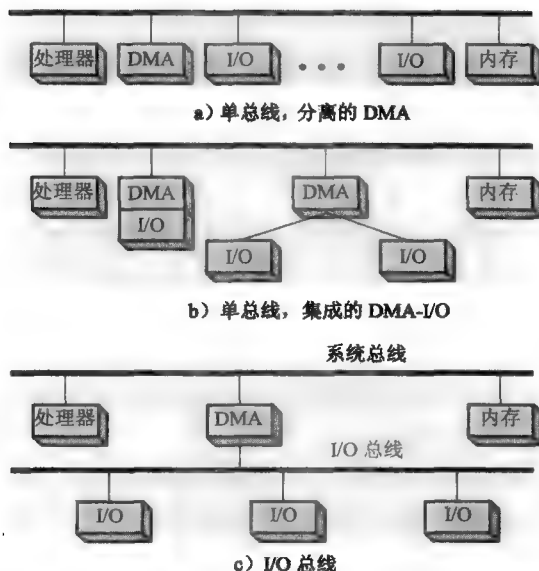 处理器 DMA I/O • • • I/O 内存
a）单总线，分离的 DMA
处理器 DMA DMA 内存
I/O
I/O I/O
b）单总线，集成的 DMA-I/O
系统总线
处理器 DMA 内存
I/O 总线
I/O I/O I/O
c）I/O 总线